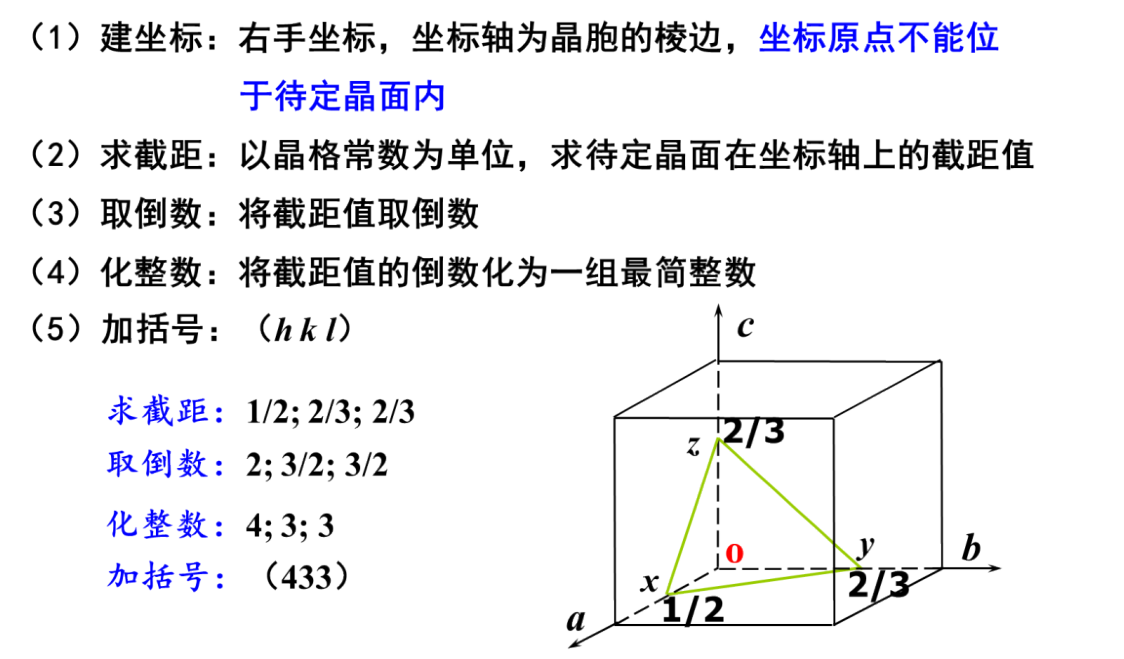 （1）建坐标：右手坐标，坐标轴为晶胞的棱边，坐标原点不能位
于待定晶面内
（2）求截距：以晶格常数为单位，求待定晶面在坐标轴上的截距值
（3）取倒数：将截距值取倒数
（4）化整数：将截距值的倒数化为一组最简整数
（5）加括号：（h k l）
求截距：1/2; 2/3; 2/3
取倒数：2; 3/2; 3/2
化整数：4; 3; 3
加括号：（433）
c
z 2/3
o
y
b
2/3
x
1/2
a